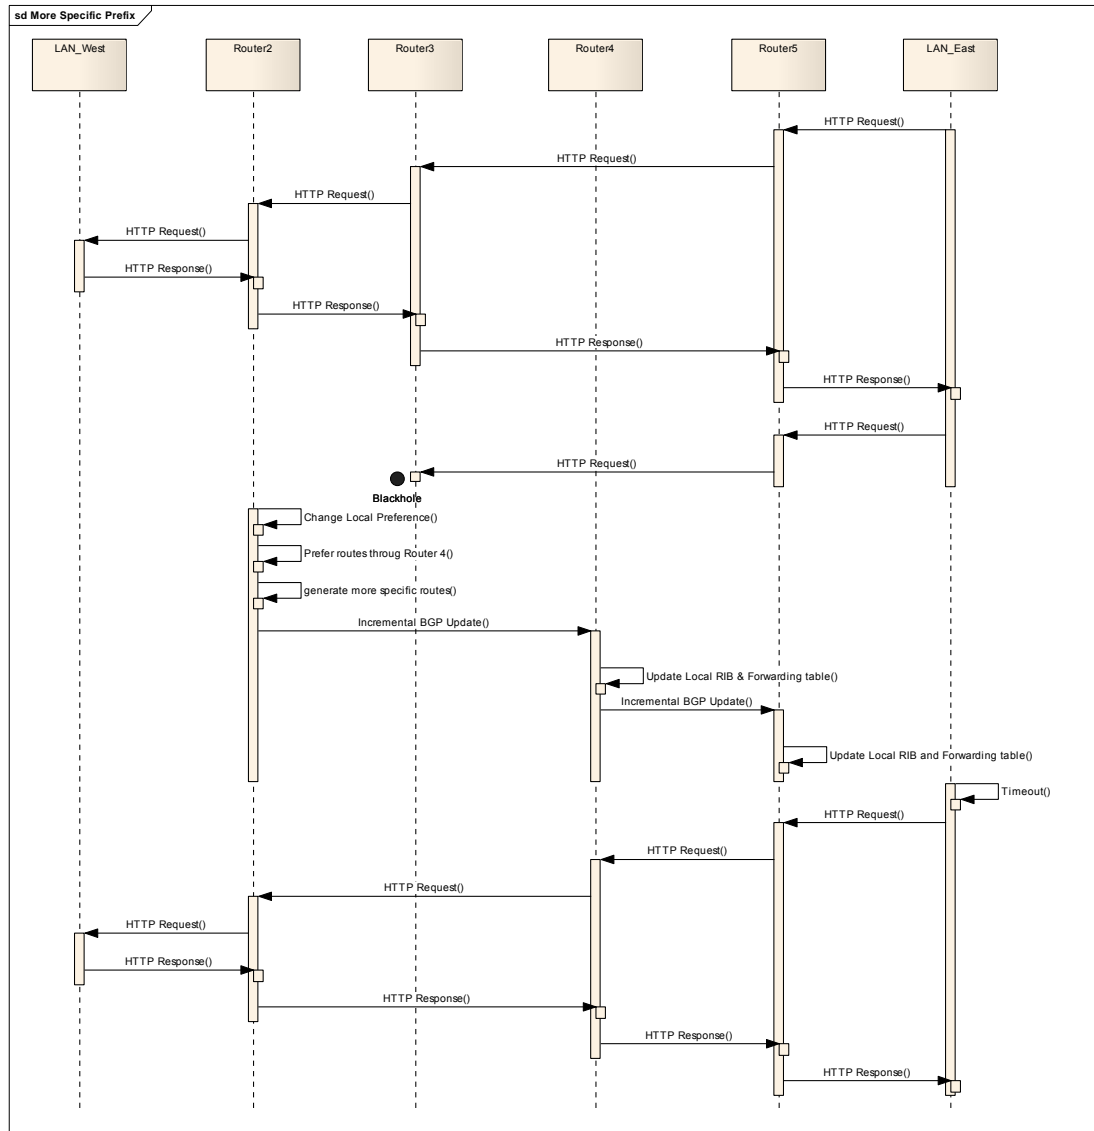 sd More Specific Prefix
LAN_West
Router2
Router3
Router4
Router5
LAN_East
HTTP Request()
HTTP Request()
HTTP Request()
HTTP Request()
HTTP Response()
HTTP Response()
HTTP Response()
HTTP Response()
HTTP Request()
HTTP Request()
Blackhole
Change Local Preference()
Prefer routes throug Router 4()
generate more specific routes()
Incremental BGP Update()
Update Local RIB & Forwarding table()
Incremental BGP Update()
Update Local RIB and Forwarding table()
Timeout()
HTTP Request()
HTTP Request()
HTTP Request()
HTTP Request()
HTTP Response()
HTTP Response()
HTTP Response()
HTTP Response()